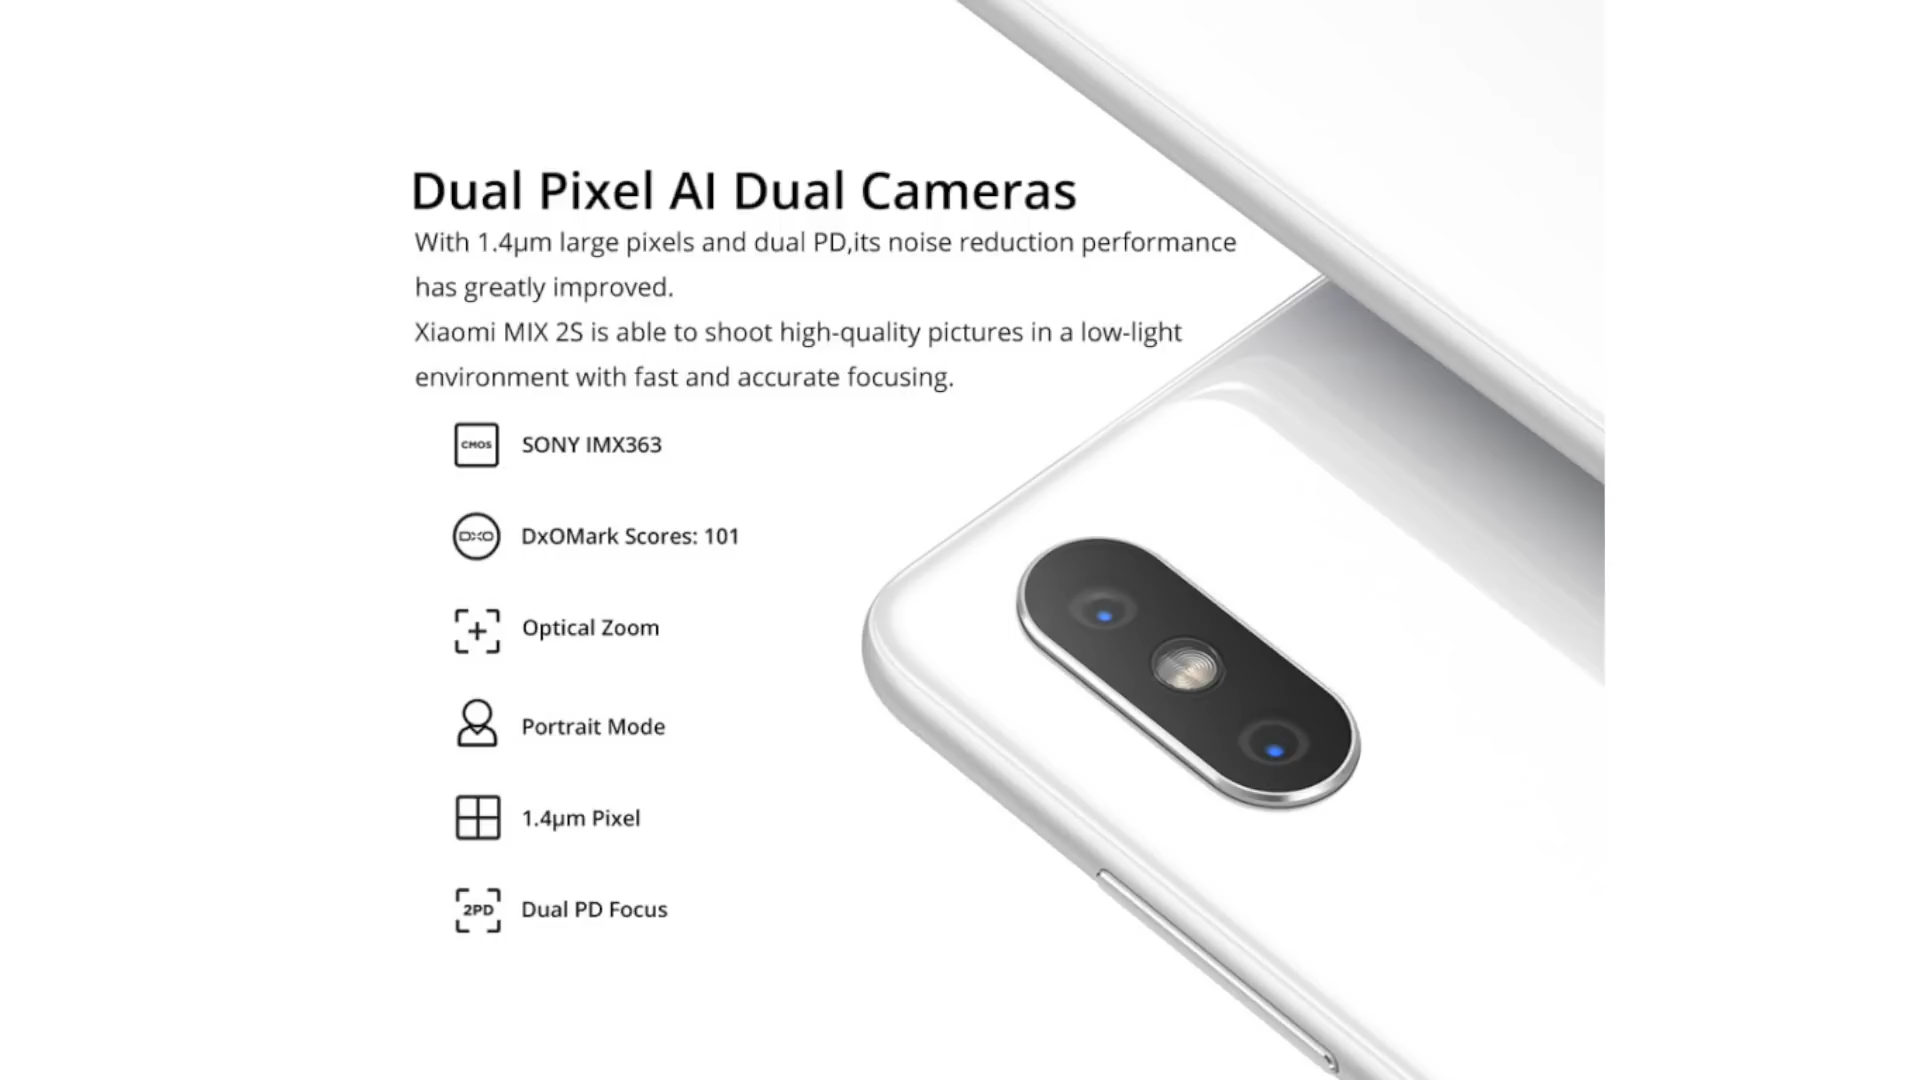 Dual Pixel AI Dual Cameras
With 1.4μm large pixels and dual PD,its noise reduction performance
has greatly improved.
Xiaomi MIX 2S is able to shoot high-quality pictures in a low-light
environment with fast and accurate focusing.
CMOS SONY IMX363
DXO DxOMark Scores: 101
Optical Zoom
Portrait Mode
1.4μm Pixel
2PD Dual PD Focus